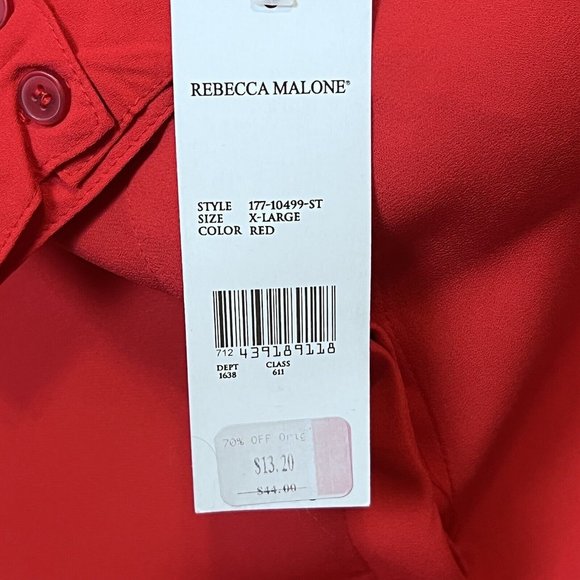 REBECCA MALONE®
STYLE 177-10499-ST
SIZE X-LARGE
COLOR RED
712 439189118
DEPT CLASS
1638 611
70% OFF Orig
$13.20
$44.00